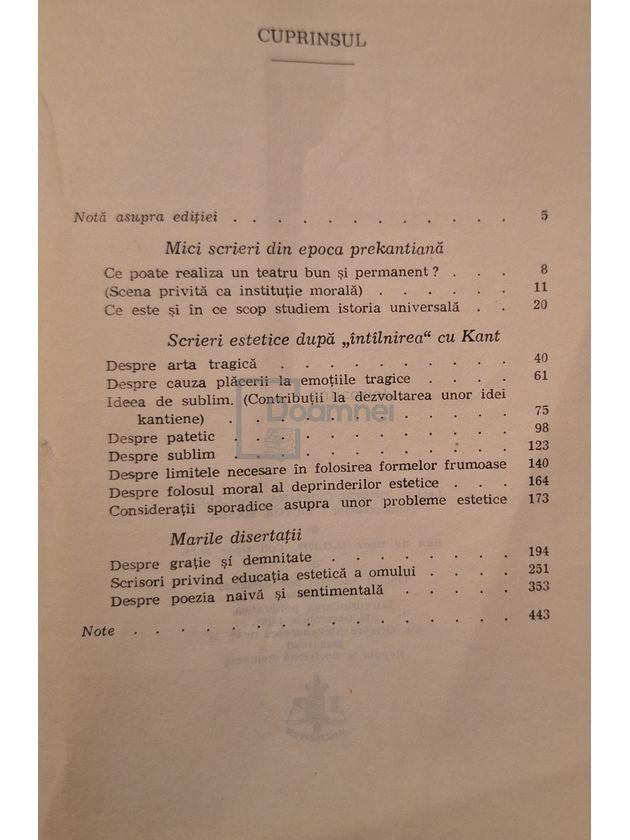 CUPRINSUL
Notă asupra ediției . . . . . . . . . . 5
Mici scrieri din epoca prekantiană
Ce poate realiza un teatru bun și permanent? . . . 8
(Scena privită ca instituție morală) . . . . . . 11
Ce este și în ce scop studiem istoria universală . . 20
Scrieri estetice după „întîlnirea“ cu Kant
Despre arta tragică . . . . . . . . . . 40
Despre cauza plăcerii la emoțiile tragice . . . . 61
Ideea de sublim. (Contribuții la dezvoltarea unor idei
kantiene) . . . . . . . . . . . 75
Despre patetic . . . . . . . . . . . 98
Despre sublim . . . . . . . . . . . 123
Despre limitele necesare în folosirea formelor frumoase 140
Despre folosul moral al deprinderilor estetice . . . 164
Considerații sporadice asupra unor probleme estetice 173
Marile disertații
Despre grație și demnitate . . . . . . . . 194
Scrisori privind educația estetică a omului . . . . 251
Despre poezia naivă și sentimentală . . . . . . 353
Note . . . . . . . . . . . . . . 443
Doamnei